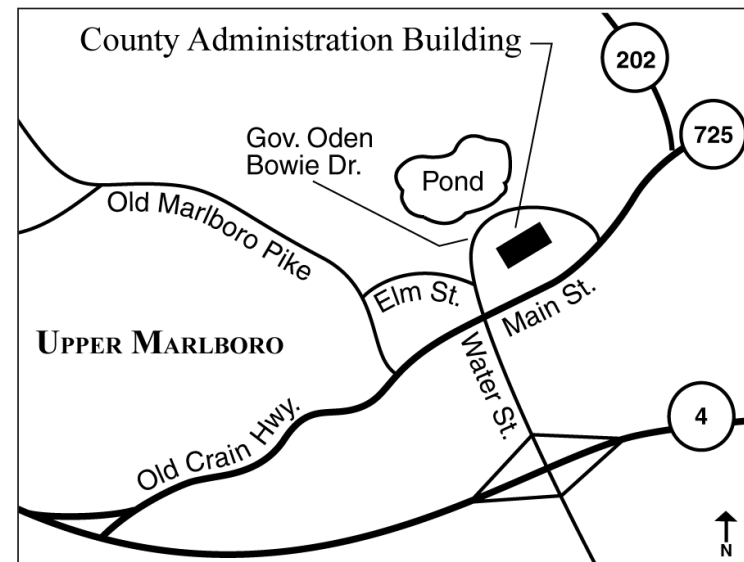 County Administration Building
202
725
Gov. Oden
Bowie Dr.
Pond
Old Marlboro Pike
Elm St.
Main St.
UPPER MARLBORO
Water St.
4
Old Crain Hwy.
N